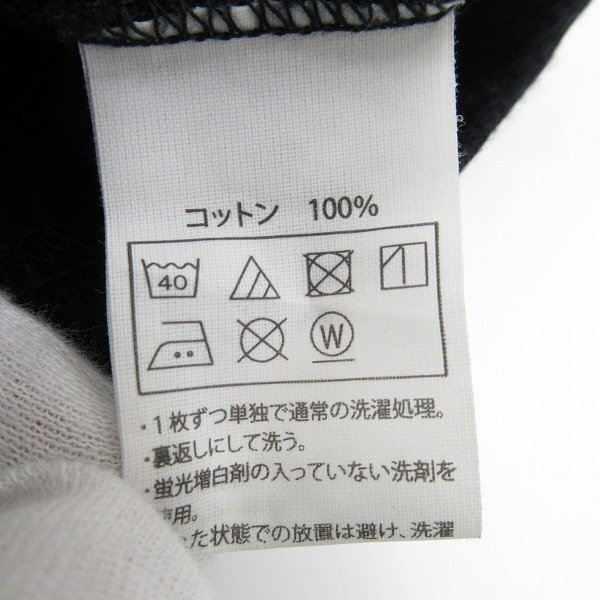 コットン 100%
40
W
・1枚ずつ単独で通常の洗濯処理。
・裏返しにして洗う。
・蛍光増白剤の入っていない洗剤を
用。
た状態での放置は避け、洗濯